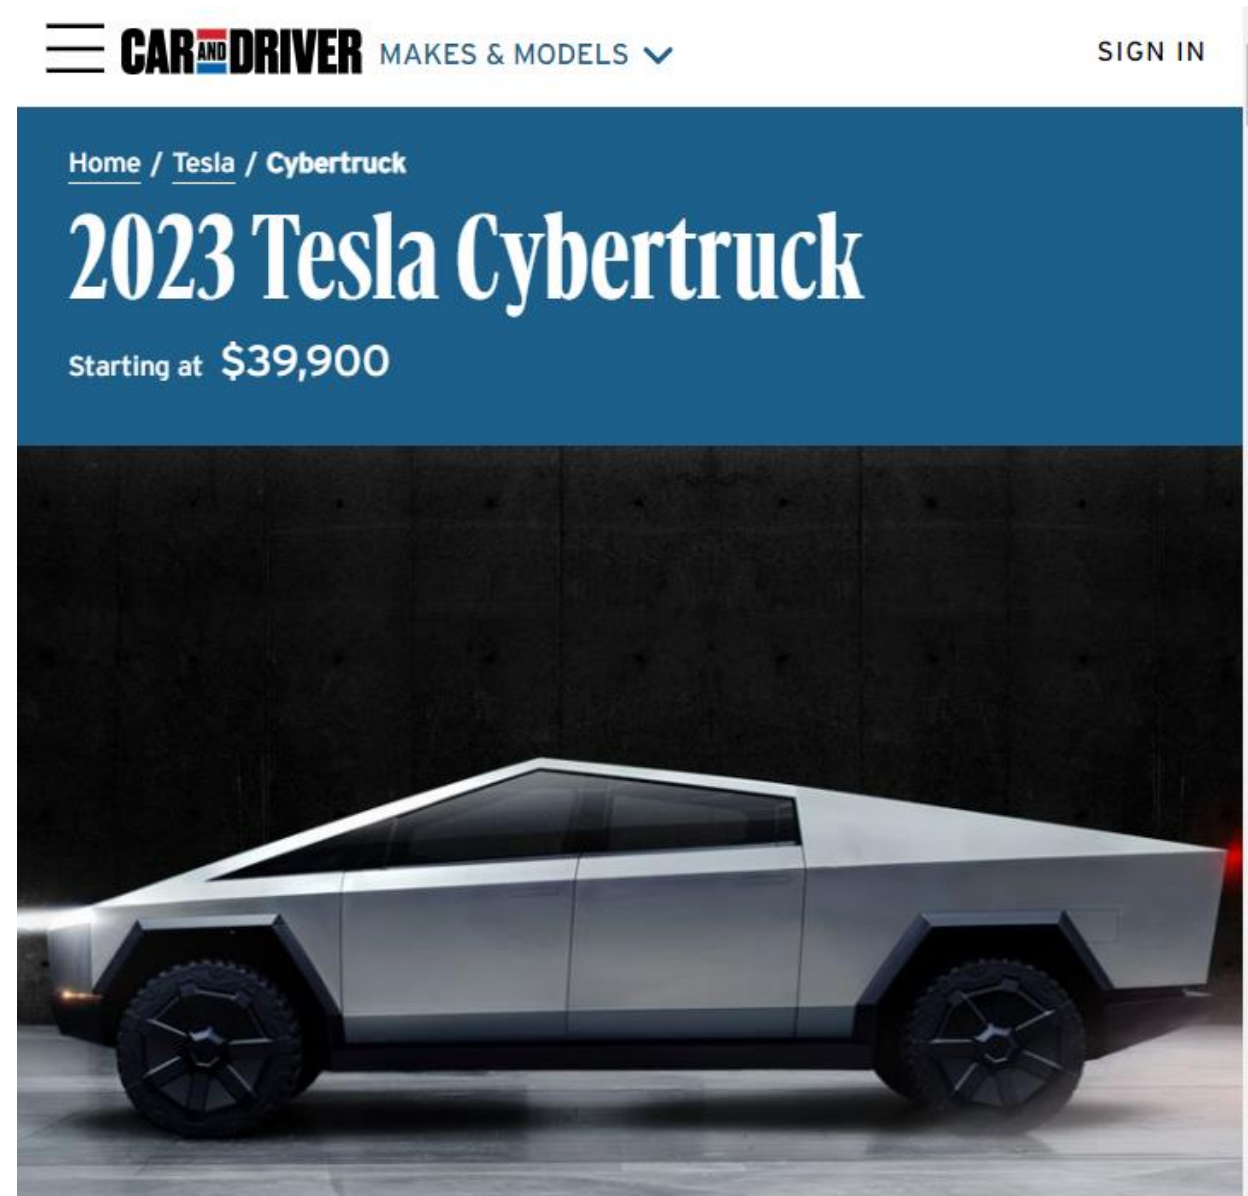 CAR AND DRIVER MAKES & MODELS SIGN IN
Home / Tesla / Cybertruck
2023 Tesla Cybertruck
Starting at $39,900